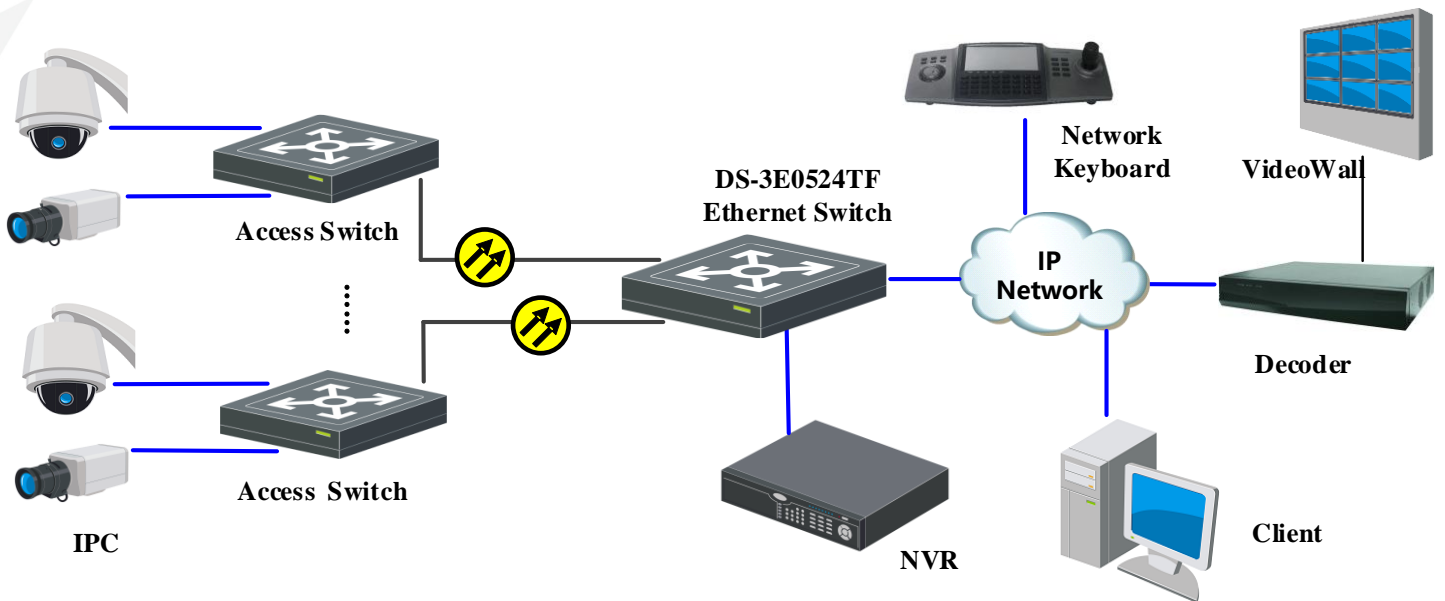 Network
Keyboard
VideoWall
DS-3E0524TF
Ethernet Switch
Access Switch
IP
Network
Decoder
Access Switch
IPC
NVR
Client